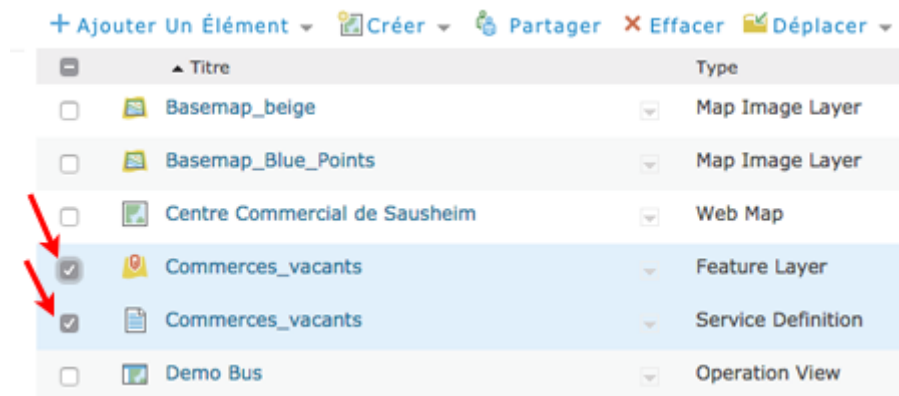 Ajouter Un Élément Créer Partager Effacer Déplacer
Titre Type
Basemap_beige Map Image Layer
Basemap_Blue_Points Map Image Layer
Centre Commercial de Sausheim Web Map
Commerces_vacants Feature Layer
Commerces_vacants Service Definition
Demo Bus Operation View